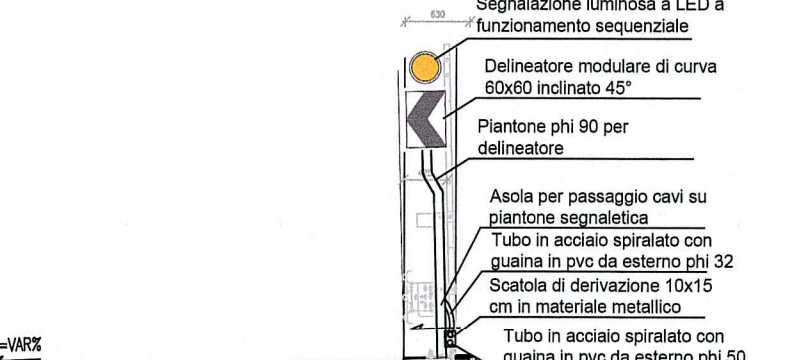 Segnalazione luminosa a LED a
funzionamento sequenziale
630
Delineatore modulare di curva
60x60 inclinato 45°
Piantone phi 90 per
delineatore
Asola per passaggio cavi su
piantone segnaletica
Tubo in acciaio spiralato con
guaina in pvc da esterno phi 32
Scatola di derivazione 10x15
cm in materiale metallico
Tubo in acciaio spiralato con
guaina in pvc da esterno phi 50
=VAR%